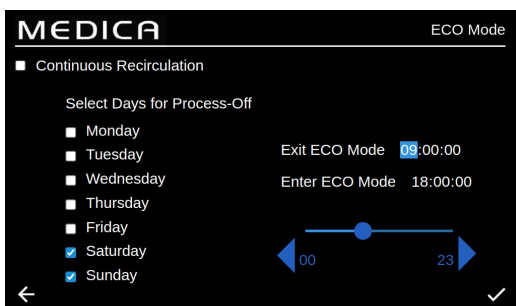 MEDICA
ECO Mode
Continuous Recirculation
Select Days for Process-Off
Monday
Tuesday
Wednesday
Thursday
Friday
Saturday
Sunday
Exit ECO Mode 09:00:00
Enter ECO Mode 18:00:00
00 23